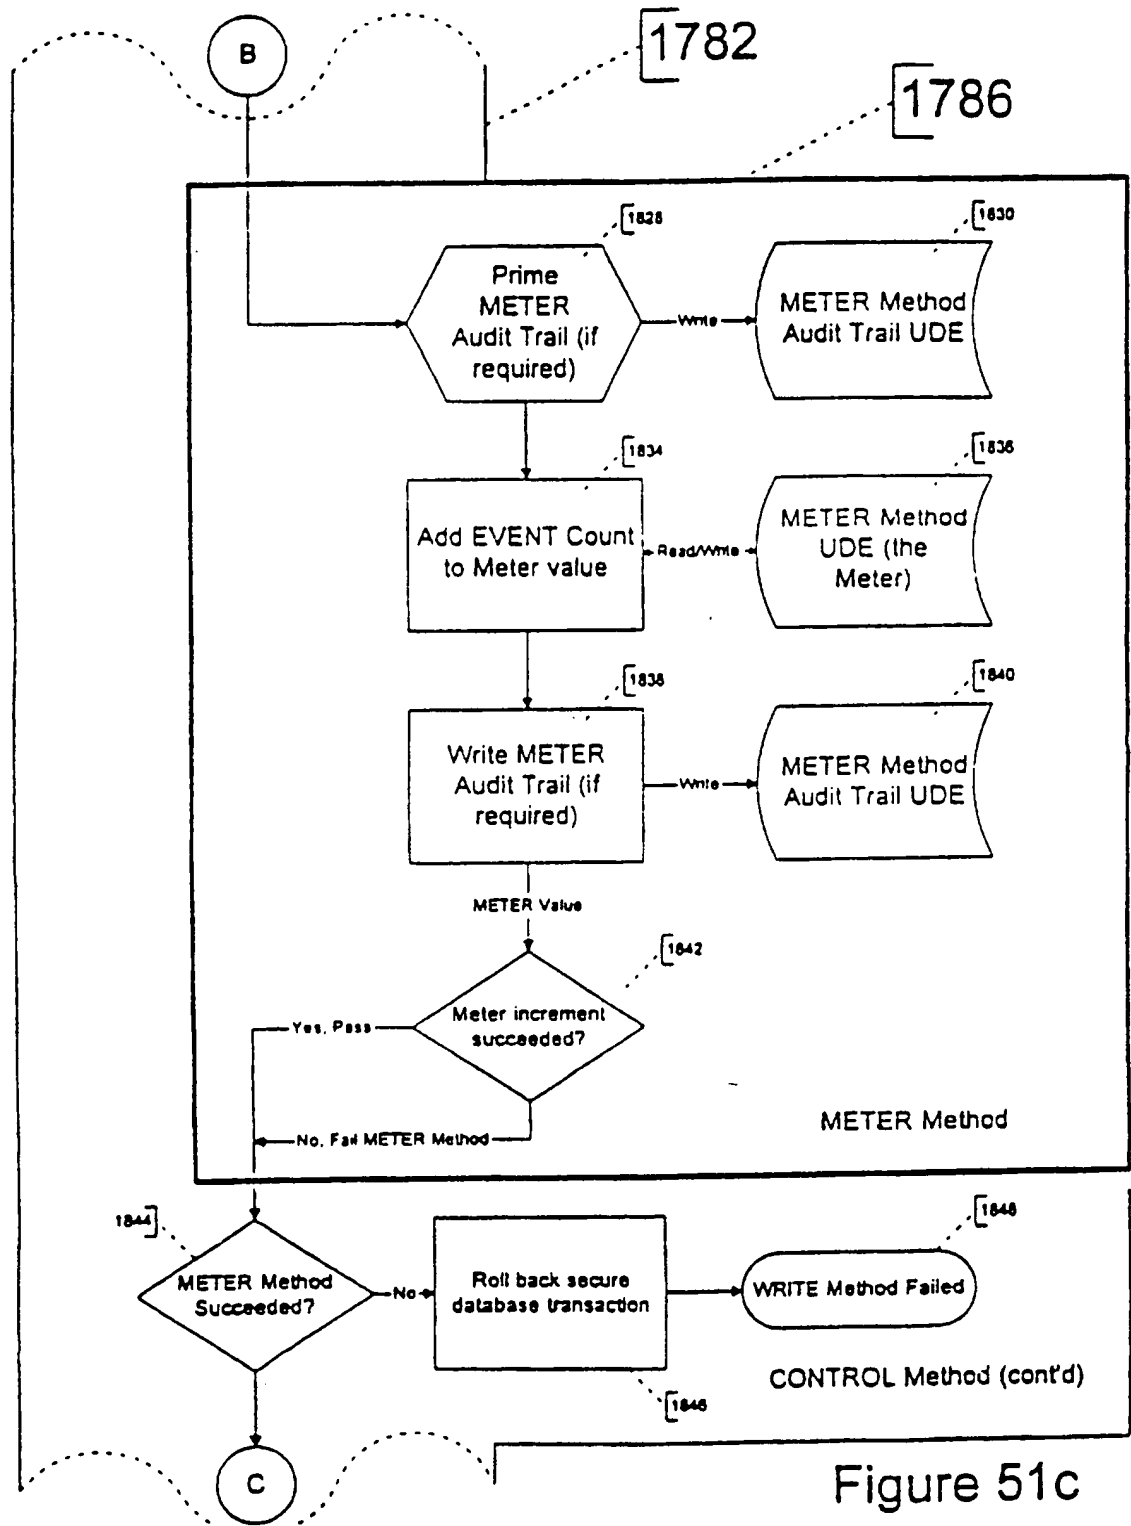 B
1782
1786
1828
1830
Prime
METER
Audit Trail (if
required)
Write
METER Method
Audit Trail UDE
1834
1836
Add EVENT Count
to Meter value
Read/Write
METER Method
UDE (the
Meter)
1838
1840
Write METER
Audit Trail (if
required)
Write
METER Method
Audit Trail UDE
METER Value
1842
Meter increment
succeeded?
Yes, Pass
No, Fail METER Method
METER Method
1844
1848
METER Method
Succeeded?
No
Roll back secure
database transaction
WRITE Method Failed
1846
CONTROL Method (cont'd)
C
Figure 51c